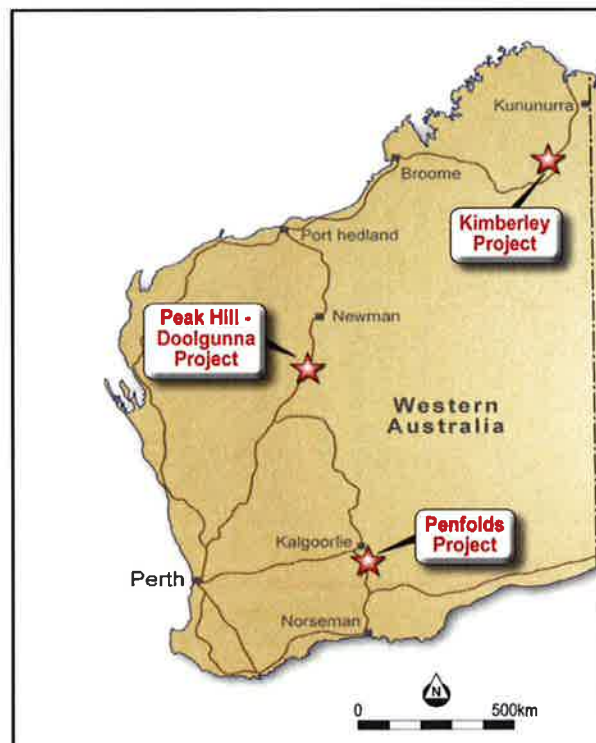 Kununurra
Broome
Kimberley
Project
Port hedland
Newman
Peak Hill -
Doolgunna
Project
Western
Australia
Penfolds
Project
Kalgoorlie
Perth
Norseman
N
0 500km